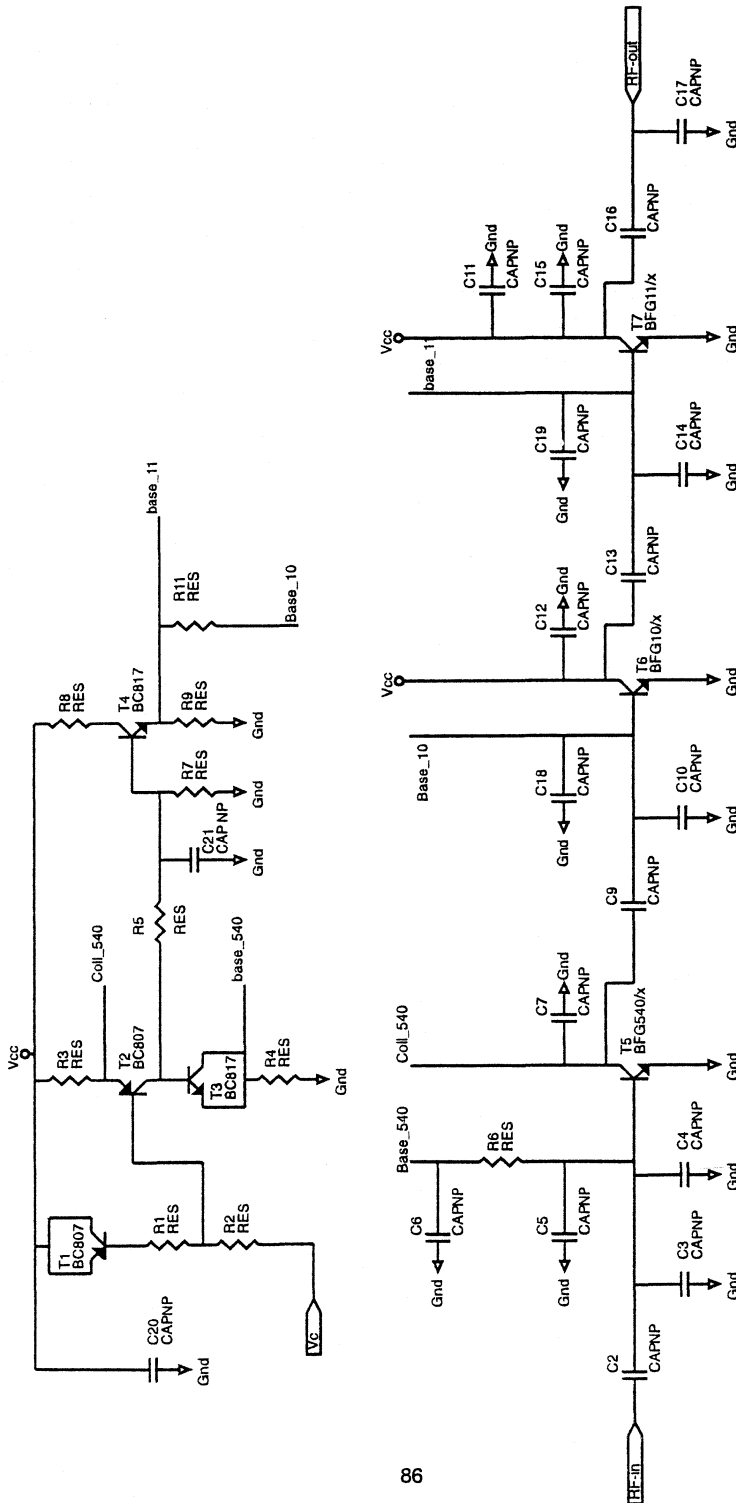 Vcc
C20
CAPNP
Gnd
T1
BC807
R1
RES
R2
RES
Vc
R3
RES
Coll_540
T2
BC807
T3
BC817
base_540
R4
RES
Gnd
R5
RES
C21
CAPNP
Gnd
R7
RES
Gnd
R8
RES
T4
BC817
R9
RES
Gnd
base_11
R11
RES
Base_10
RF-in
C2
CAPNP
C3
CAPNP
Gnd
C4
CAPNP
Gnd
Base_540
C6
CAPNP
Gnd
R6
RES
C5
CAPNP
Gnd
Coll_540
C7
CAPNP
Gnd
T5
BFG540/x
Gnd
C9
CAPNP
Base_10
C18
CAPNP
Gnd
C10
CAPNP
Gnd
Vcc
C12
CAPNP
Gnd
T6
BFG10/x
Gnd
C13
CAPNP
base_11
C19
CAPNP
Gnd
C14
CAPNP
Gnd
Vcc
C11
CAPNP
Gnd
C15
CAPNP
Gnd
T7
BFG11/x
Gnd
C16
CAPNP
C17
CAPNP
Gnd
RF-out
86